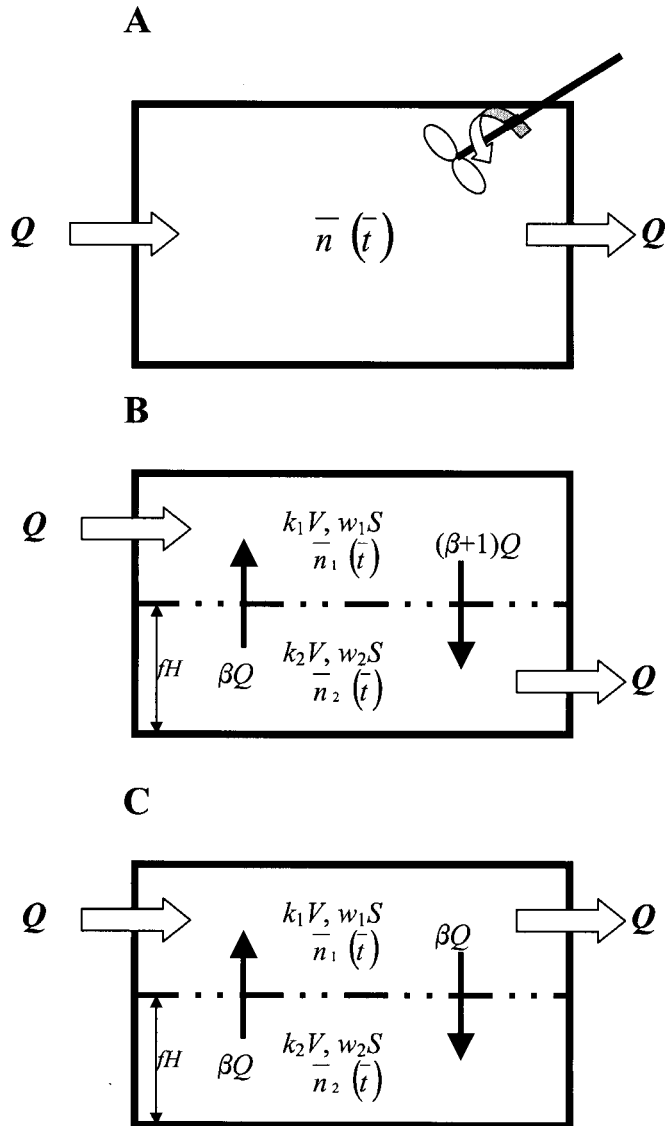 A
Q n̅ (t̅) Q
B
Q k₁V, w₁S (β+1)Q
n̅₁ (t̅)
fH βQ k₂V, w₂S Q
n̅₂ (t̅)
C
Q k₁V, w₁S βQ Q
n̅₁ (t̅)
fH βQ k₂V, w₂S
n̅₂ (t̅)